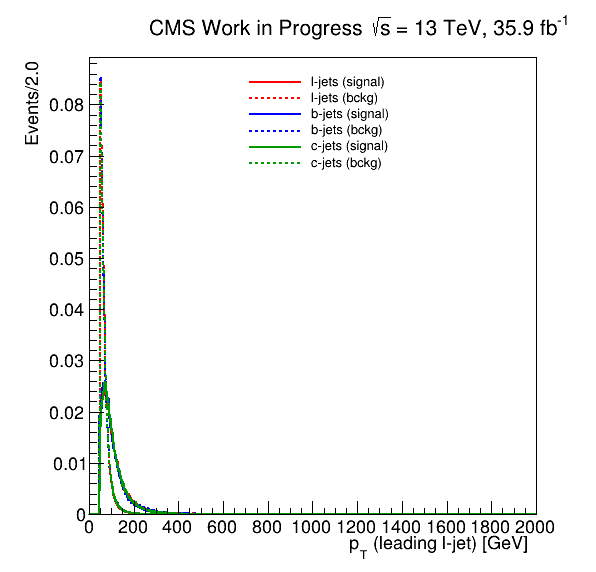 CMS Work in Progress √s = 13 TeV, 35.9 fb⁻¹
Events/2.0
l-jets (signal)
l-jets (bckg)
b-jets (signal)
b-jets (bckg)
c-jets (signal)
c-jets (bckg)
0.08
0.07
0.06
0.05
0.04
0.03
0.02
0.01
0
0 200 400 600 800 1000 1200 1400 1600 1800 2000
p_T (leading l-jet) [GeV]